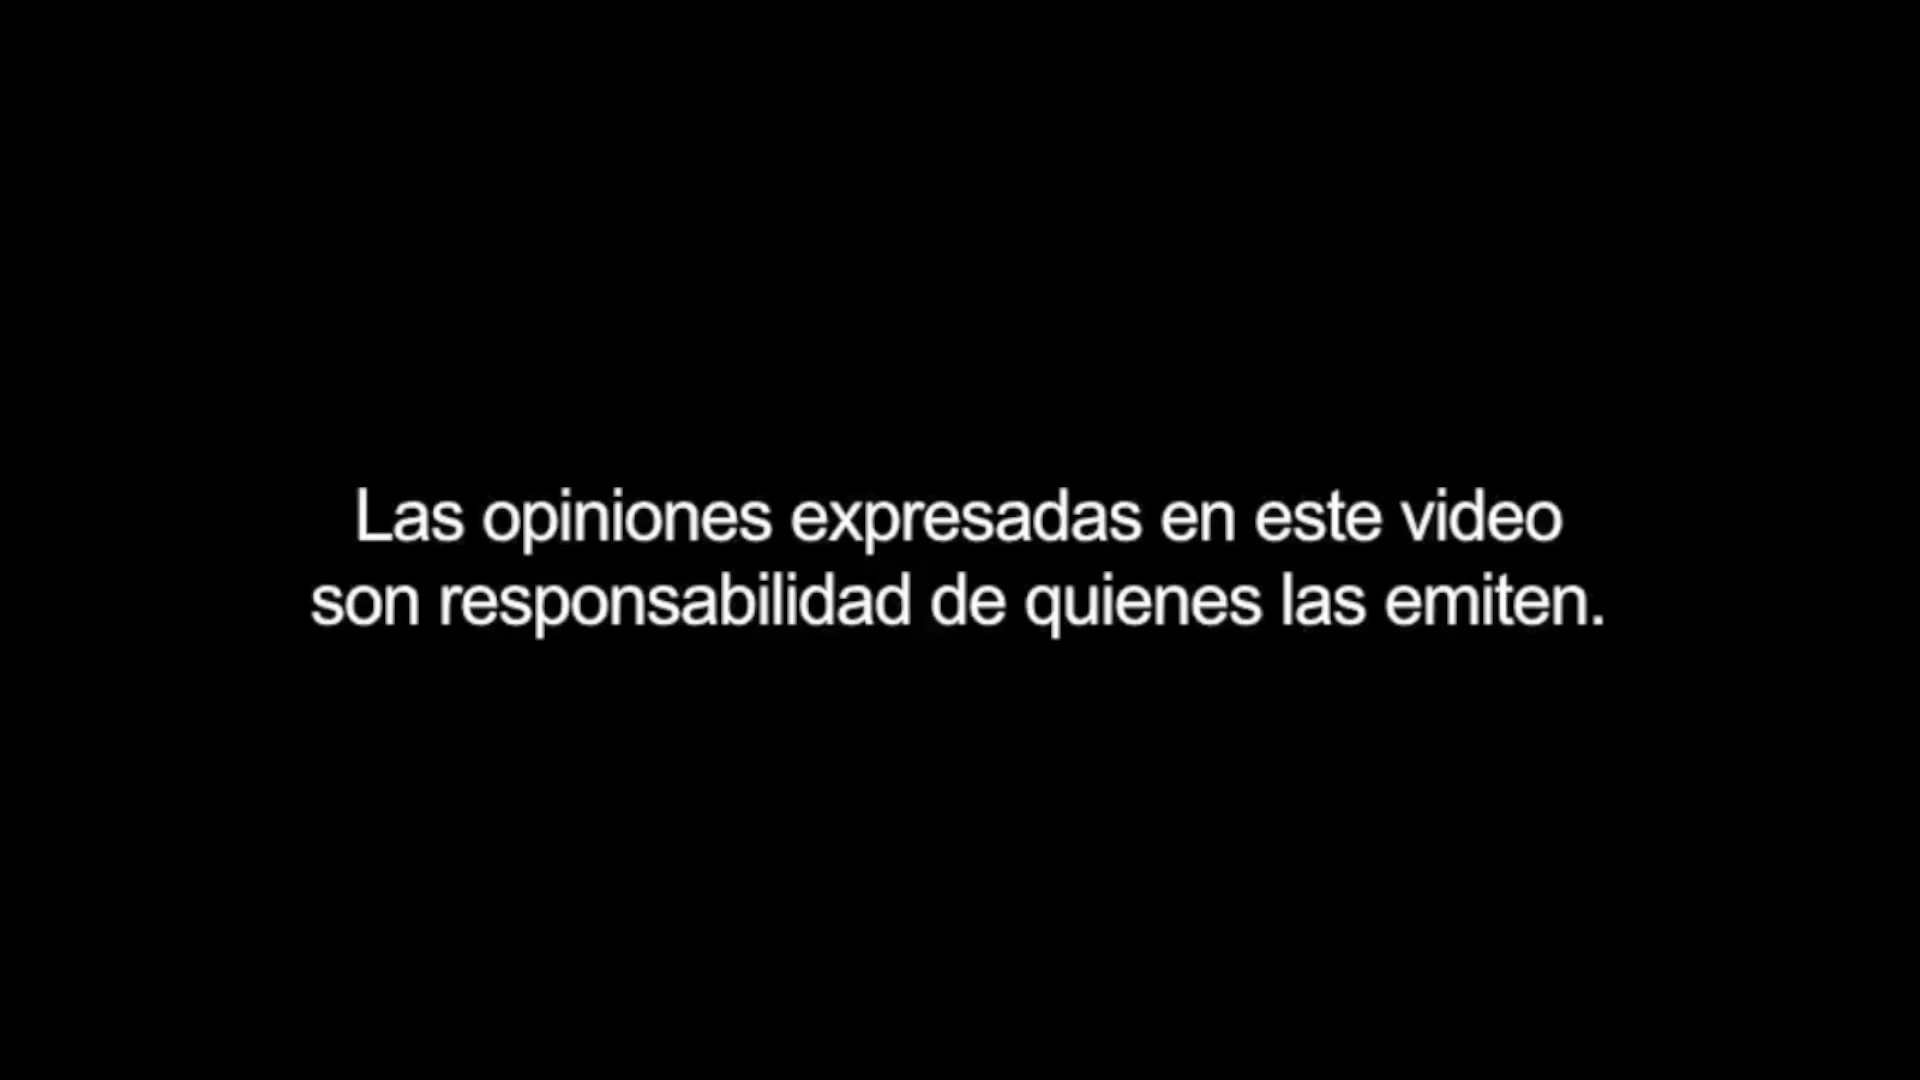 Las opiniones expresadas en este video
son responsabilidad de quienes las emiten.